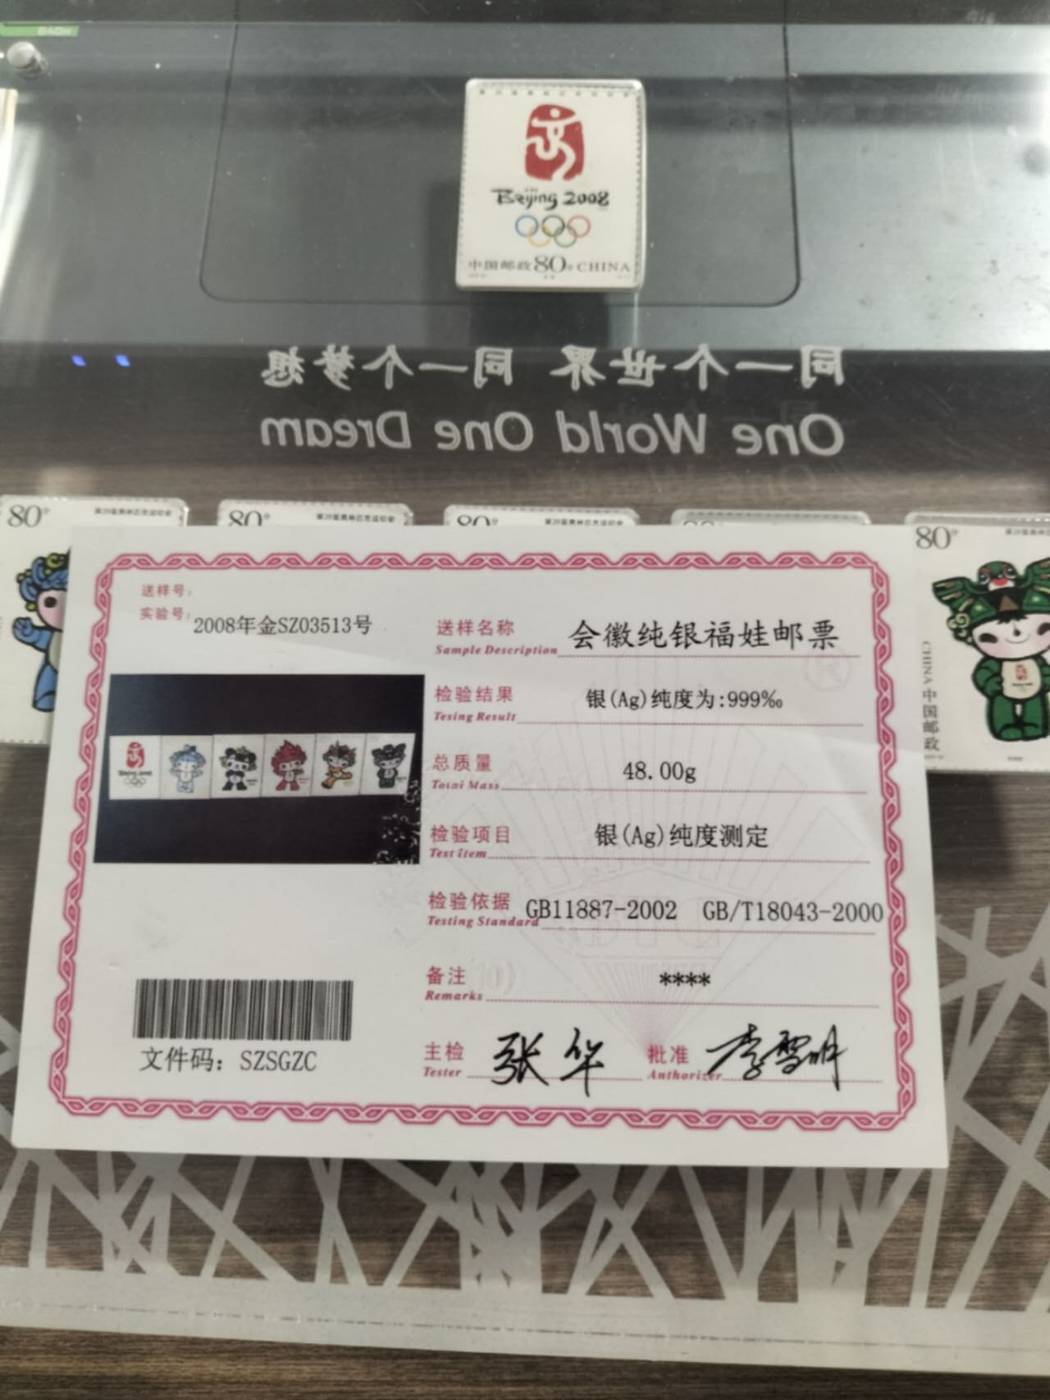 Beijing 2008
中国邮政 80分 CHINA
同一个世界 同一个梦想
One World One Dream
80分
80分
80分
80分
CHINA 中国邮政
送样号:
实验号: 2008年金SZ03513号
送样名称 会徽纯银福娃邮票
Sample Description
检验结果 银(Ag)纯度为:999‰
Tesing Result
总质量 48.00g
Total Mass
检验项目 银(Ag)纯度测定
Test item
检验依据 GB11887-2002 GB/T18043-2000
Testing Standard
备注 ****
Remarks
主检 张华 批准 李雪明
Tester Authorizer
文件码: SZSGZC